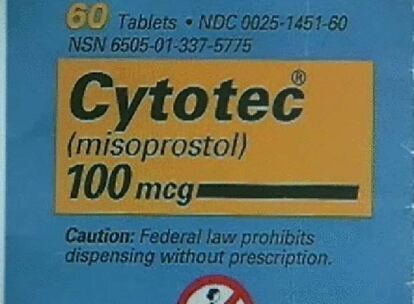 60 Tablets • NDC 0025-1451-60
NSN 6505-01-337-5775
Cytotec®
(misoprostol)
100 mcg
Caution: Federal law prohibits
dispensing without prescription.